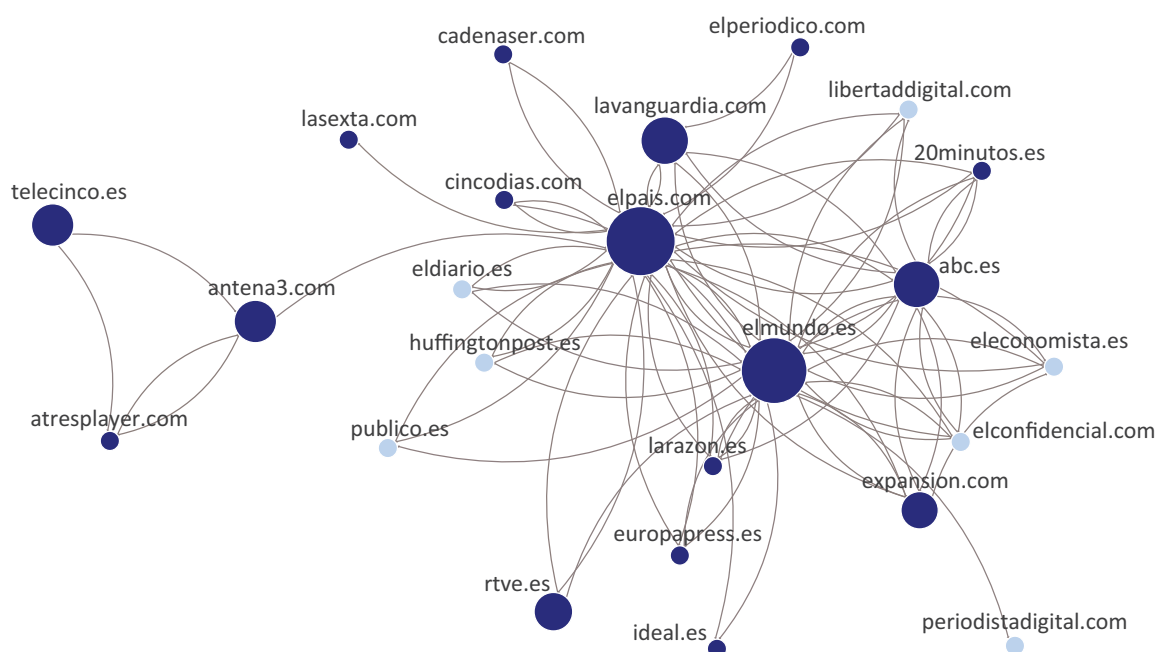 elperiodico.com
cadenaser.com
libertaddigital.com
lavanguardia.com
lasexta.com
20minutos.es
cincodias.com
telecinco.es
elpais.com
abc.es
eldiario.es
antena3.com
elmundo.es
eleconomista.es
huffingtonpost.es
atresplayer.com
publico.es
elconfidencial.com
larazon.es
expansion.com
europapress.es
rtve.es
periodistadigital.com
ideal.es